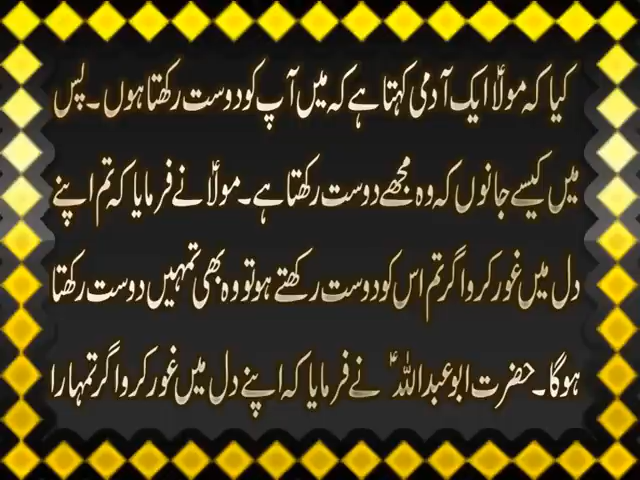 کیا کہ مولاؑ ایک آدمی کہتا ہے کہ میں آپ کو دوست رکھتا ہوں۔ پس
میں کیسے جانوں کہ وہ مجھے دوست رکھتا ہے۔ مولاؑ نے فرمایا کہ تم اپنے
دل میں غور کرو اگر تم اس کو دوست رکھتے ہو تو وہ بھی تمہیں دوست رکھتا
ہوگا۔ حضرت ابو عبداللہؑ نے فرمایا کہ اپنے دل میں غور کرو اگر تمہارا